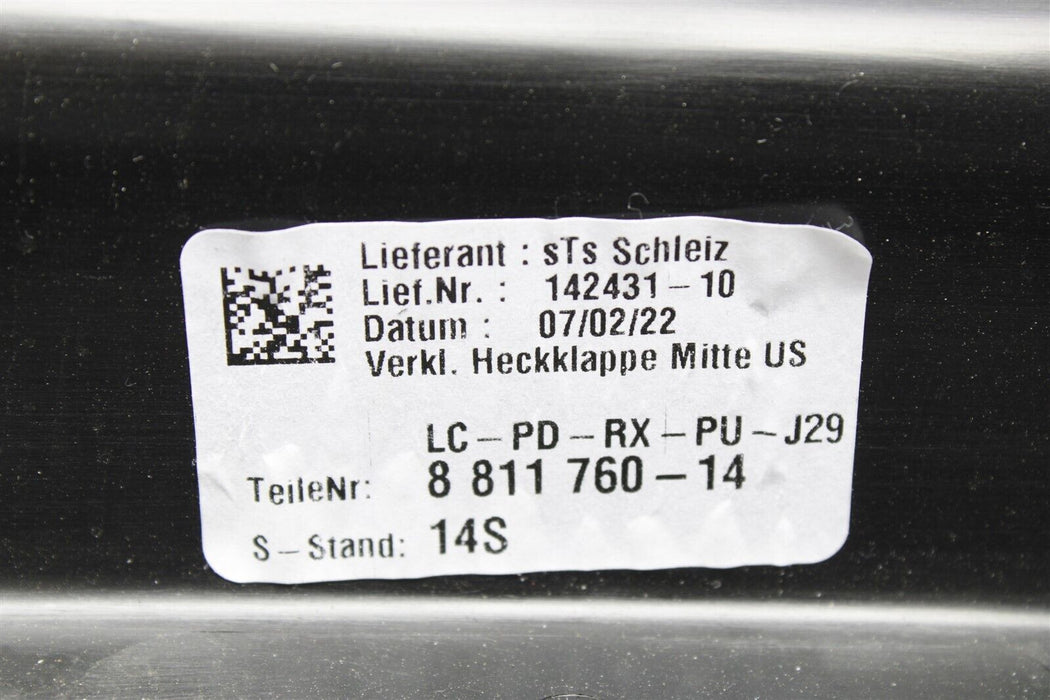 Lieferant : sTs Schleiz
Lief.Nr. : 142431-10
Datum : 07/02/22
Verkl. Heckklappe Mitte US
LC-PD-RX-PU-J29
TeileNr: 8 811 760-14
S-Stand: 14S